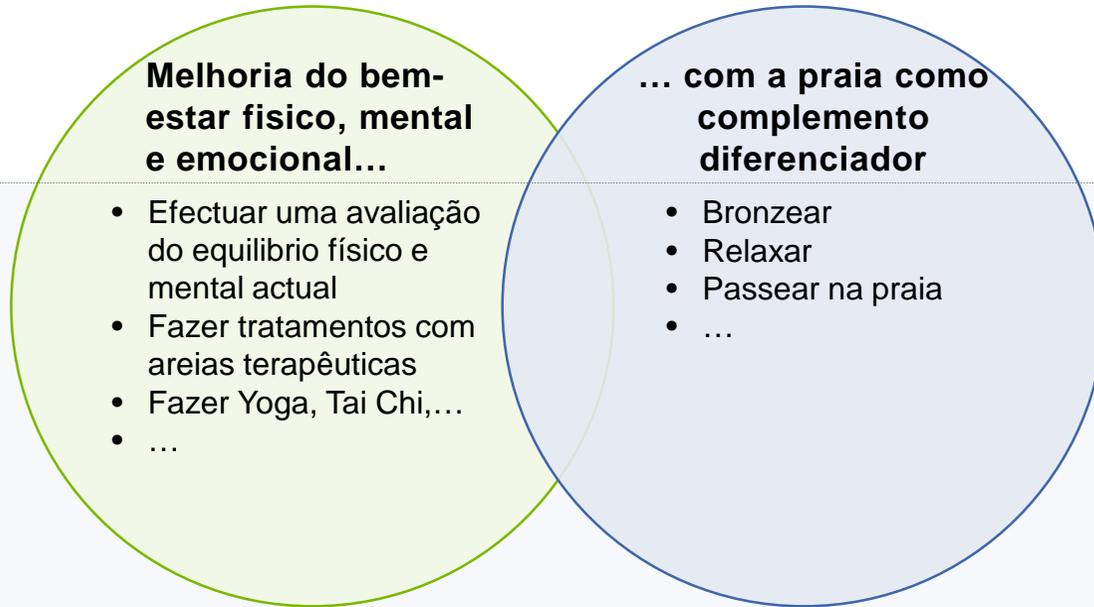 Melhoria do bem-
estar fisico, mental
e emocional…
• Efectuar uma avaliação
do equilibrio físico e
mental actual
• Fazer tratamentos com
areias terapêuticas
• Fazer Yoga, Tai Chi,…
• …
… com a praia como
complemento
diferenciador
• Bronzear
• Relaxar
• Passear na praia
• …